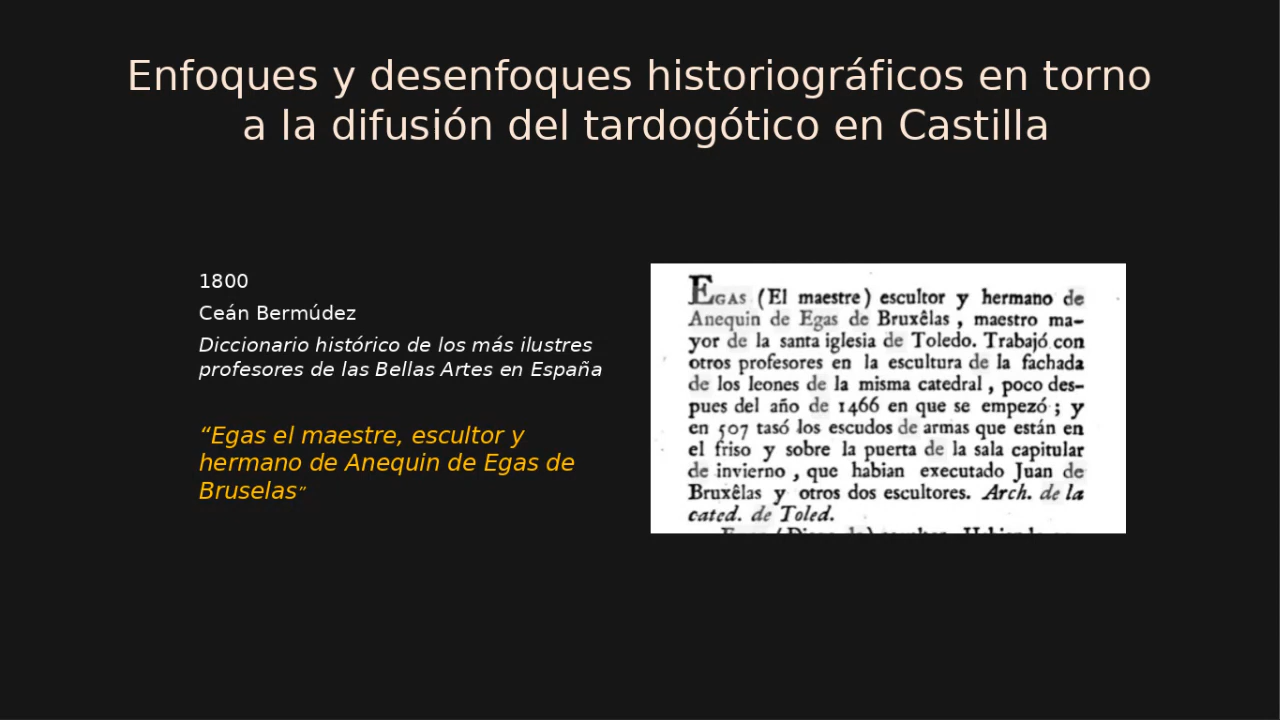 Enfoques y desenfoques historiográficos en torno
a la difusión del tardogótico en Castilla
1800
Ceán Bermúdez
Diccionario histórico de los más ilustres
profesores de las Bellas Artes en España
“Egas el maestre, escultor y
hermano de Anequin de Egas de
Bruselas”
EGAS (El maestre) escultor y hermano de
Anequin de Egas de Bruxêlas, maestro ma-
yor de la santa iglesia de Toledo. Trabajó con
otros profesores en la escultura de la fachada
de los leones de la misma catedral, poco des-
pues del año de 1466 en que se empezó; y
en 507 tasó los escudos de armas que están en
el friso y sobre la puerta de la sala capitular
de invierno, que habian executado Juan de
Bruxêlas y otros dos escultores. Arch. de la
cated. de Toled.